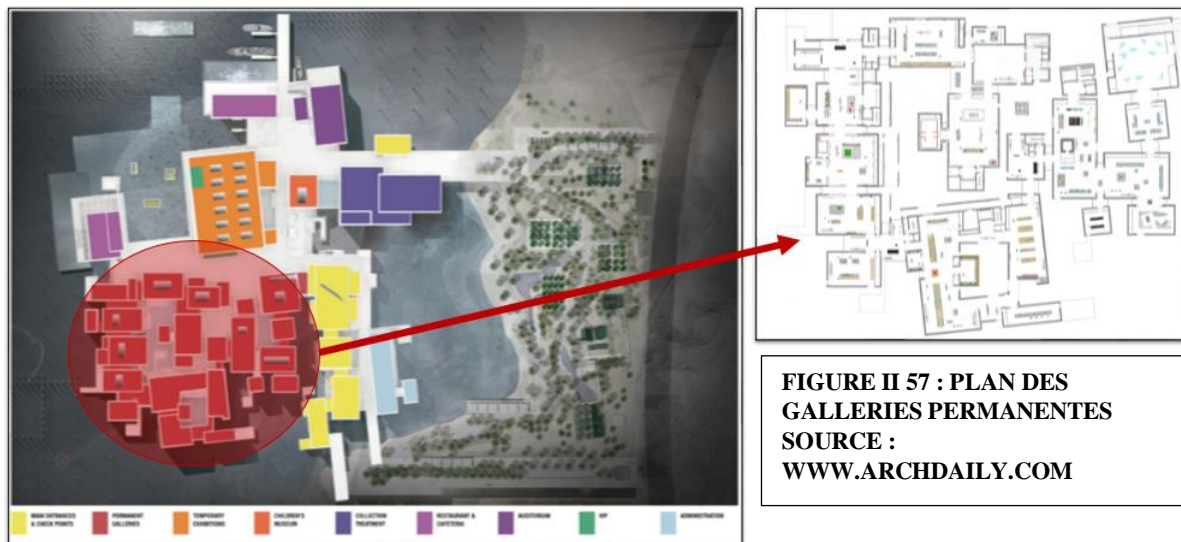 MAIN ENTRANCES
& CHECK POINTS
PERMANENT
GALLERIES
TEMPORARY
EXHIBITIONS
CHILDREN'S
MUSEUM
COLLECTION
TREATMENT
RESTAURANT &
CAFETERIA
AUDITORIUM
VIP
ADMINISTRATION
FIGURE II 57 : PLAN DES
GALLERIES PERMANENTES
SOURCE :
WWW.ARCHDAILY.COM